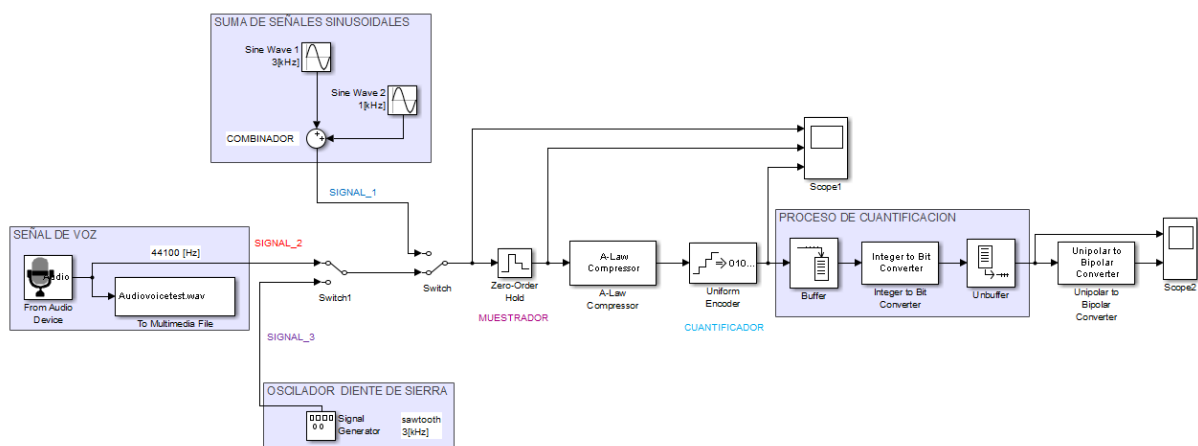 SUMA DE SEÑALES SINUSOIDALES
Sine Wave 1
3[kHz]
Sine Wave 2
1[kHz]
COMBINADOR
SIGNAL_1
Scope1
SEÑAL DE VOZ
44100 [Hz]
SIGNAL_2
Audio
From Audio
Device
Audiovoicetest.wav
To Multimedia File
Switch1
Switch
SIGNAL_3
Zero-Order
Hold
MUESTRADOR
A-Law
Compressor
A-Law
Compressor
010...
Uniform
Encoder
CUANTIFICADOR
PROCESO DE CUANTIFICACION
Buffer
Integer to Bit
Converter
Integer to Bit
Converter
Unbuffer
Unipolar to
Bipolar
Converter
Unipolar to
Bipolar
Converter
Scope2
OSCILADOR DIENTE DE SIERRA
Signal
Generator
sawtooth
3[kHz]